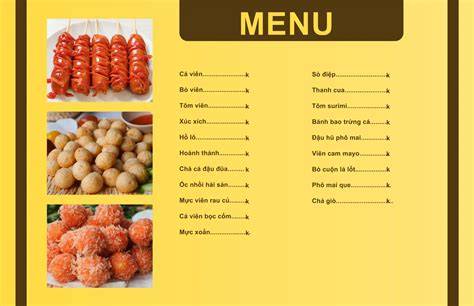 MENU
Cá viên......................k
Bò viên......................k
Tôm viên....................k
Xúc xích.....................k
Hồ lô..........................k
Hoành thánh...............k
Chả cá đậu đũa..........k
Ốc nhồi hải sản..........k
Mực viên rau củ..........k
Cá viên bọc cốm.........k
Mực xoắn...................k
Sò điệp.......................k
Thanh cua..................k
Tôm surimi.................k
Bánh bao trứng cá......k
Đậu hũ phô mai..........k
Viên cam mayo...........k
Bò cuộn lá lốt.............k
Phô mai que...............k
Chả giò......................k..